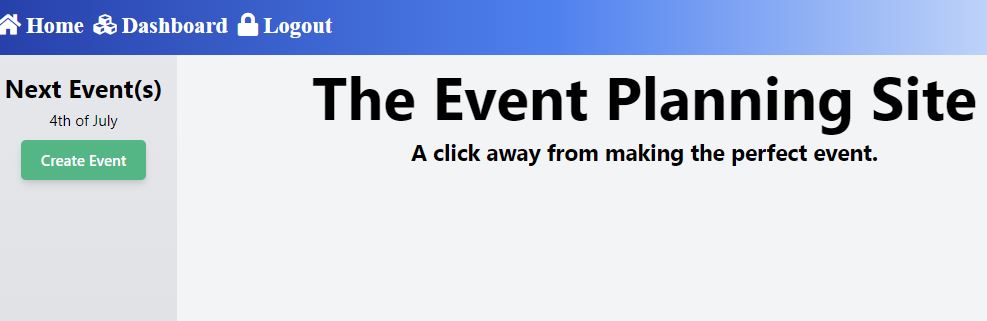 Home Dashboard Logout
Next Event(s)
4th of July
Create Event
The Event Planning Site
A click away from making the perfect event.